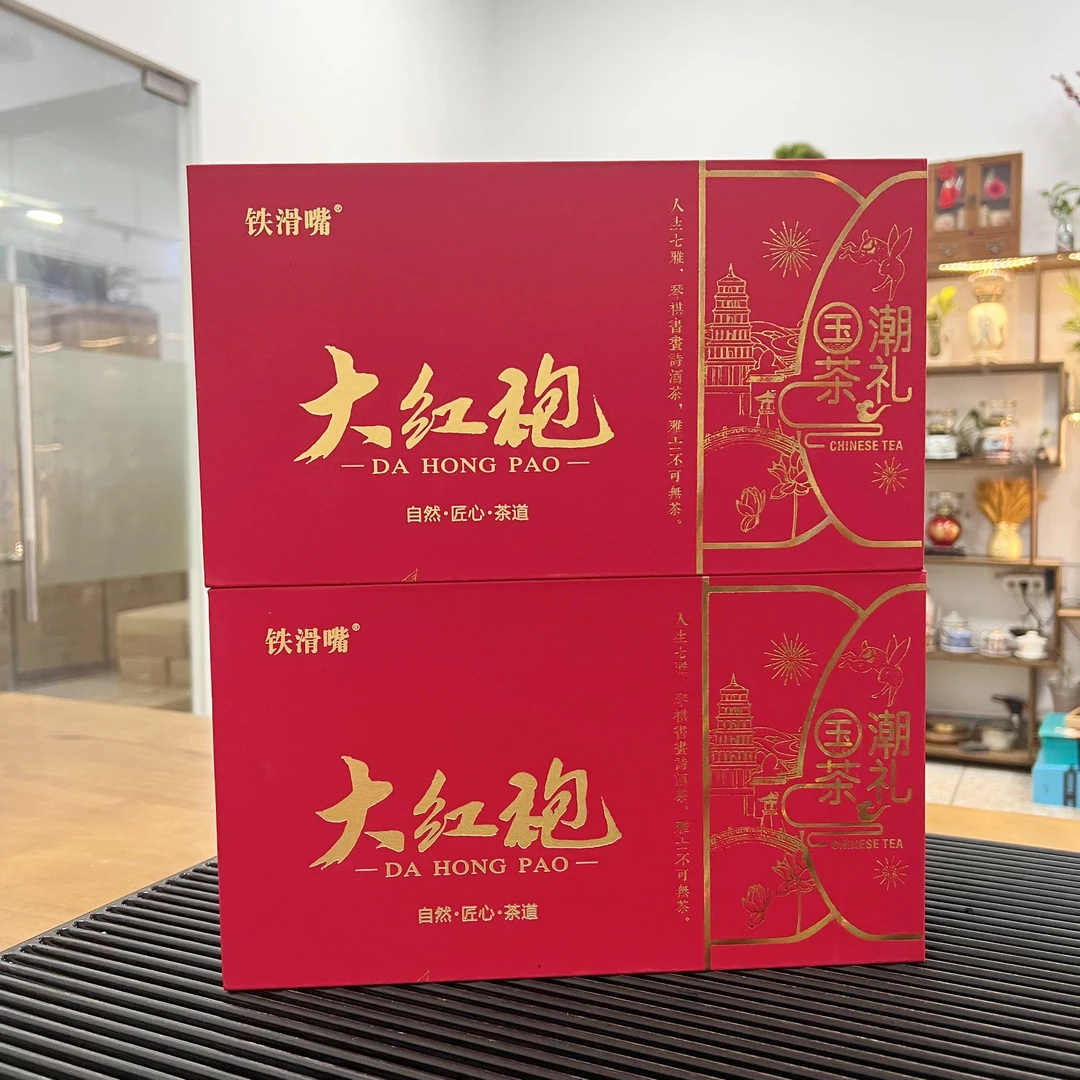 铁滑嘴®
大红袍
DA HONG PAO
自然·匠心·茶道
人生七雅，琴棋書畫詩酒茶，雅士不可無茶。
国潮
茶礼
CHINESE TEA
铁滑嘴®
大红袍
DA HONG PAO
自然·匠心·茶道
人生七雅，琴棋書畫詩酒茶，雅士不可無茶。
国潮
茶礼
CHINESE TEA